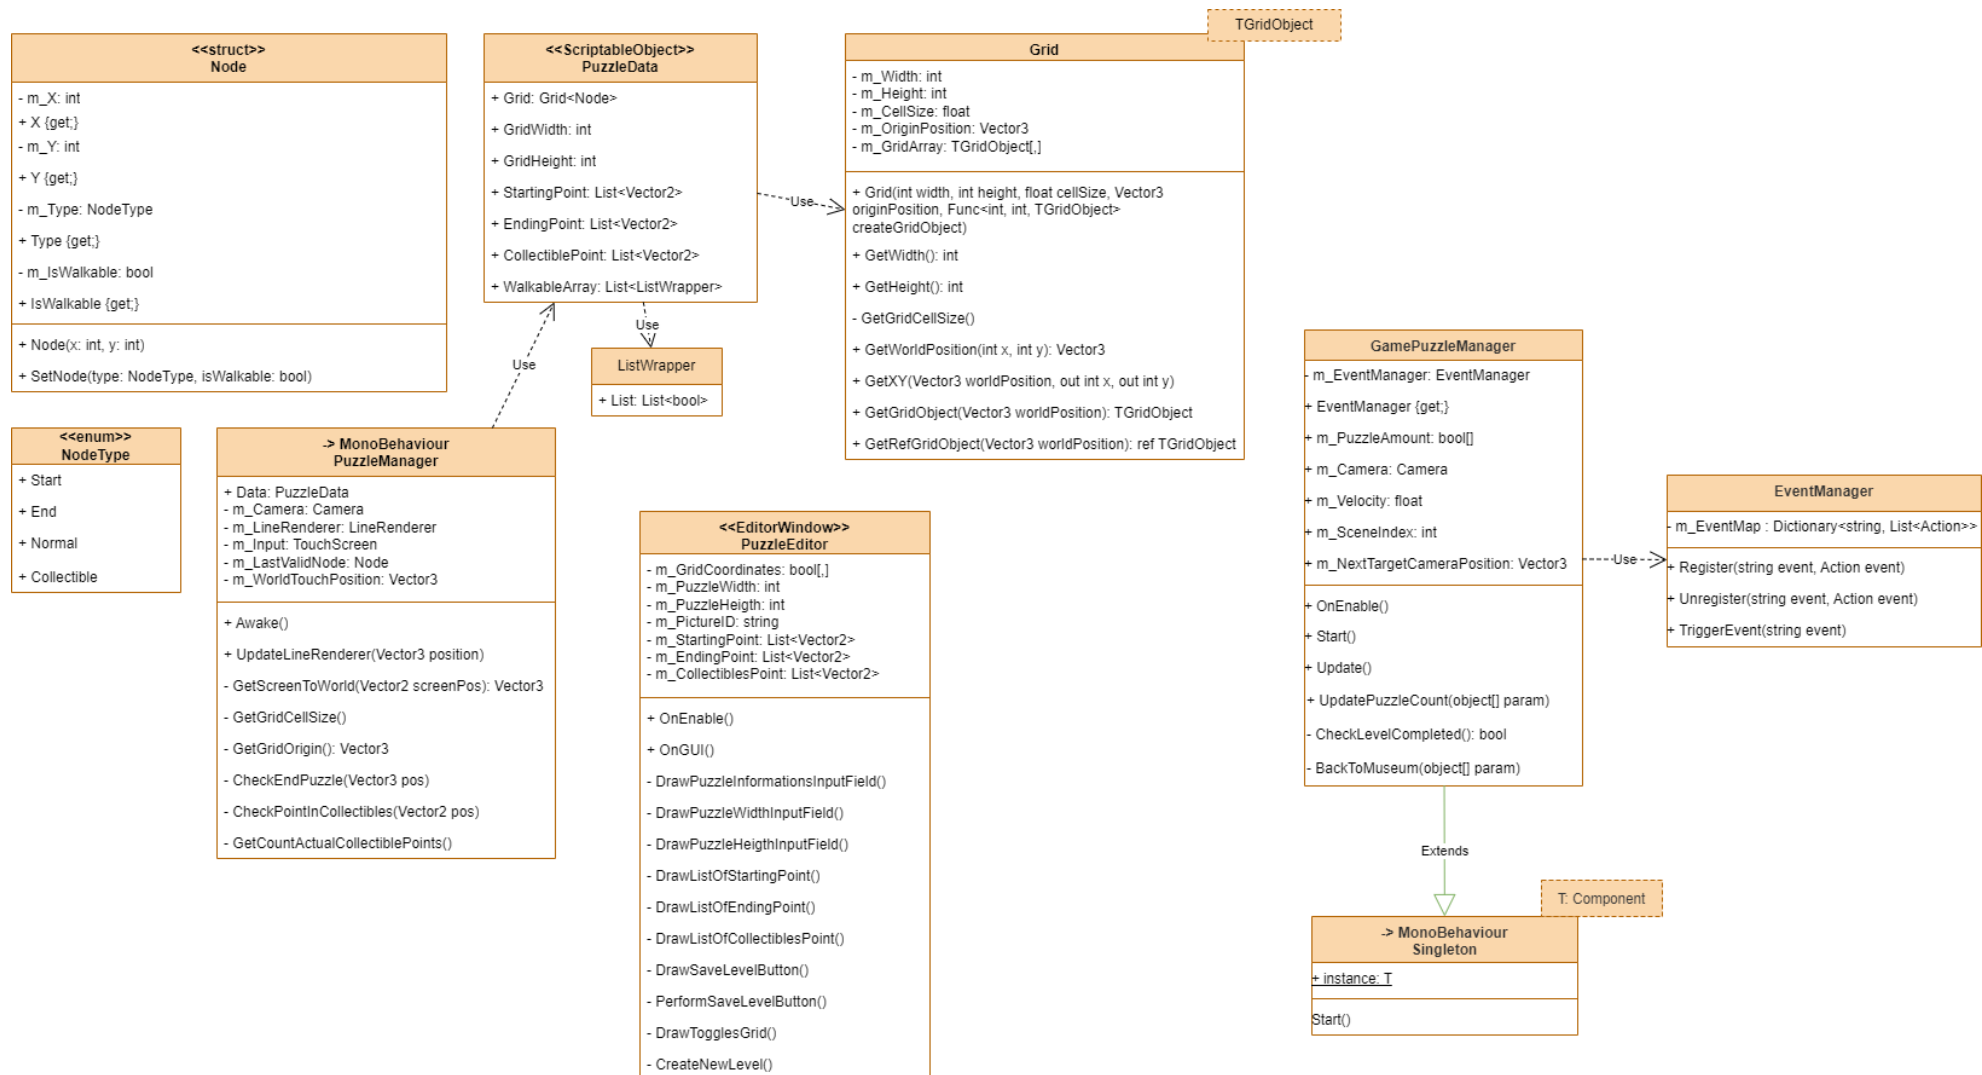 TGridObject
<<struct>>
Node
- m_X: int
+ X {get;}
- m_Y: int
+ Y {get;}
- m_Type: NodeType
+ Type {get;}
- m_IsWalkable: bool
+ IsWalkable {get;}
+ Node(x: int, y: int)
+ SetNode(type: NodeType, isWalkable: bool)
<<ScriptableObject>>
PuzzleData
+ Grid: Grid<Node>
+ GridWidth: int
+ GridHeight: int
+ StartingPoint: List<Vector2>
+ EndingPoint: List<Vector2>
+ CollectiblePoint: List<Vector2>
+ WalkableArray: List<ListWrapper>
Use
Grid
- m_Width: int
- m_Height: int
- m_CellSize: float
- m_OriginPosition: Vector3
- m_GridArray: TGridObject[,]
+ Grid(int width, int height, float cellSize, Vector3
originPosition, Func<int, int, TGridObject>
createGridObject)
+ GetWidth(): int
+ GetHeight(): int
- GetGridCellSize()
+ GetWorldPosition(int x, int y): Vector3
+ GetXY(Vector3 worldPosition, out int x, out int y)
+ GetGridObject(Vector3 worldPosition): TGridObject
+ GetRefGridObject(Vector3 worldPosition): ref TGridObject
Use
Use
ListWrapper
+ List: List<bool>
<<enum>>
NodeType
+ Start
+ End
+ Normal
+ Collectible
-> MonoBehaviour
PuzzleManager
+ Data: PuzzleData
- m_Camera: Camera
- m_LineRenderer: LineRenderer
- m_Input: TouchScreen
- m_LastValidNode: Node
- m_WorldTouchPosition: Vector3
+ Awake()
+ UpdateLineRenderer(Vector3 position)
- GetScreenToWorld(Vector2 screenPos): Vector3
- GetGridCellSize()
- GetGridOrigin(): Vector3
- CheckEndPuzzle(Vector3 pos)
- CheckPointInCollectibles(Vector2 pos)
- GetCountActualCollectiblePoints()
<<EditorWindow>>
PuzzleEditor
- m_GridCoordinates: bool[,]
- m_PuzzleWidth: int
- m_PuzzleHeigth: int
- m_PictureID: string
- m_StartingPoint: List<Vector2>
- m_EndingPoint: List<Vector2>
- m_CollectiblesPoint: List<Vector2>
+ OnEnable()
+ OnGUI()
- DrawPuzzleInformationsInputField()
- DrawPuzzleWidthInputField()
- DrawPuzzleHeigthInputField()
- DrawListOfStartingPoint()
- DrawListOfEndingPoint()
- DrawListOfCollectiblesPoint()
- DrawSaveLevelButton()
- PerformSaveLevelButton()
- DrawTogglesGrid()
- CreateNewLevel()
GamePuzzleManager
- m_EventManager: EventManager
+ EventManager {get;}
+ m_PuzzleAmount: bool[]
+ m_Camera: Camera
+ m_Velocity: float
+ m_SceneIndex: int
+ m_NextTargetCameraPosition: Vector3
+ OnEnable()
+ Start()
+ Update()
+ UpdatePuzzleCount(object[] param)
- CheckLevelCompleted(): bool
- BackToMuseum(object[] param)
Use
EventManager
- m_EventMap : Dictionary<string, List<Action>>
+ Register(string event, Action event)
+ Unregister(string event, Action event)
+ TriggerEvent(string event)
Extends
T: Component
-> MonoBehaviour
Singleton
+ instance: T
Start()